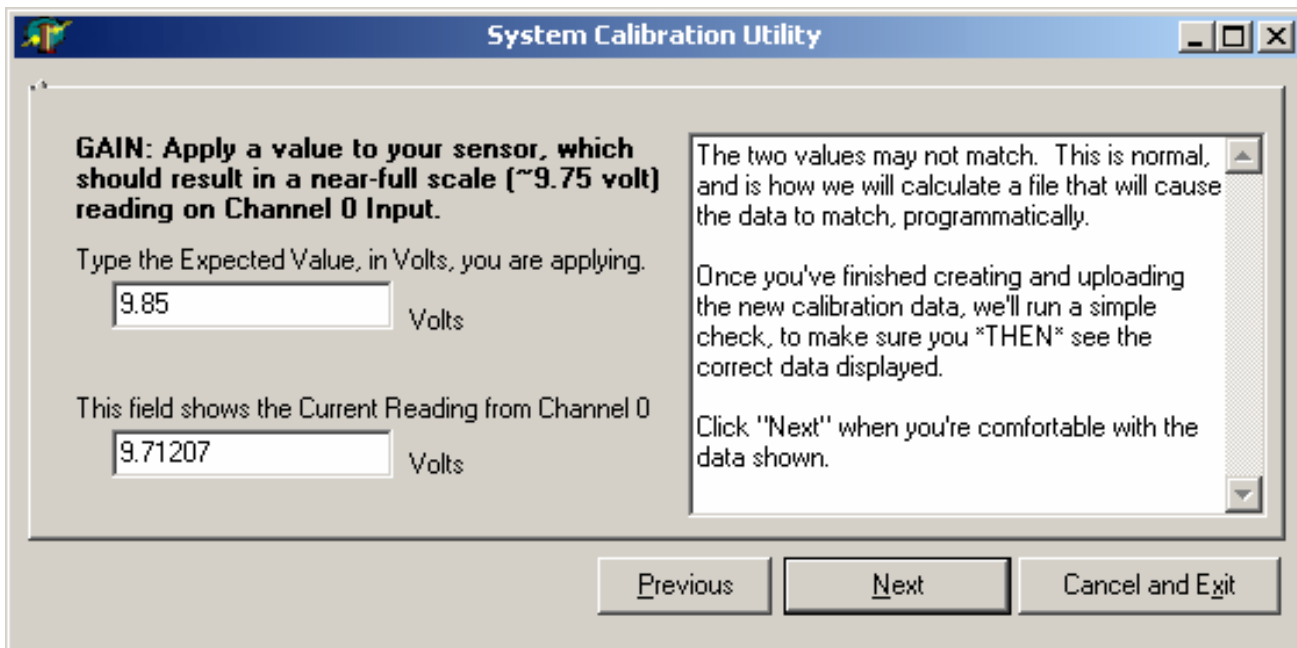 System Calibration Utility
GAIN: Apply a value to your sensor, which
should result in a near-full scale (~9.75 volt)
reading on Channel 0 Input.
Type the Expected Value, in Volts, you are applying.
9.85
Volts
This field shows the Current Reading from Channel 0
9.71207
Volts
The two values may not match.  This is normal,
and is how we will calculate a file that will cause
the data to match, programmatically.
Once you've finished creating and uploading
the new calibration data, we'll run a simple
check, to make sure you *THEN* see the
correct data displayed.
Click "Next" when you're comfortable with the
data shown.
Previous
Next
Cancel and Exit